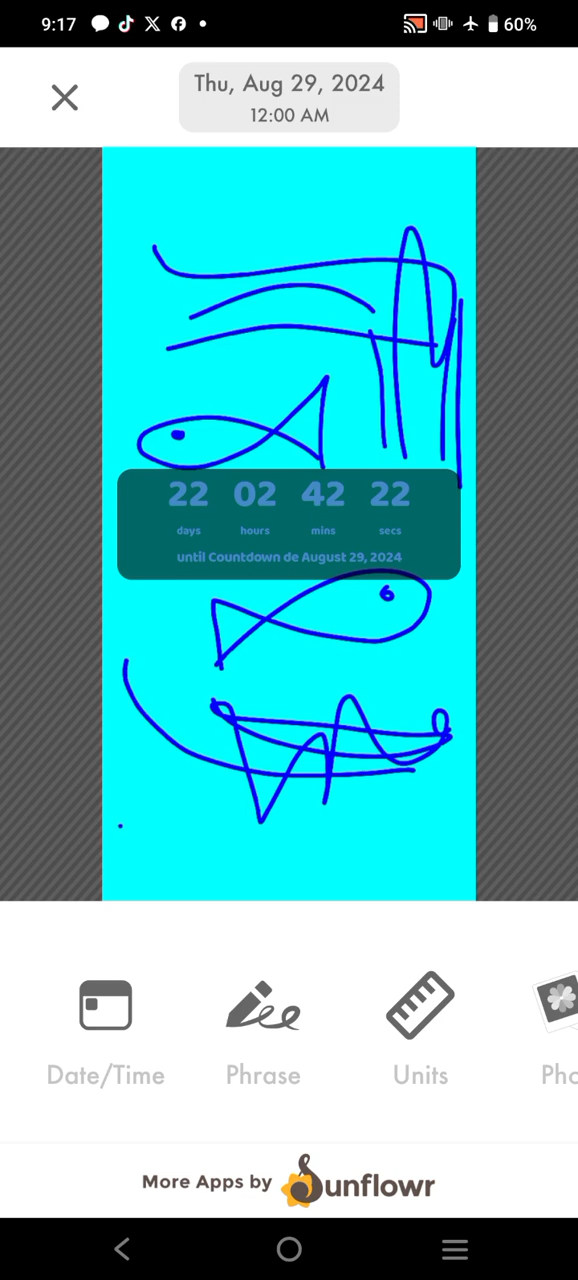 9:17
60%
Thu, Aug 29, 2024
12:00 AM
22 02 42 22
days hours mins secs
until Countdown de August 29, 2024
Date/Time Phrase Units Pho
More Apps by Sunflowr